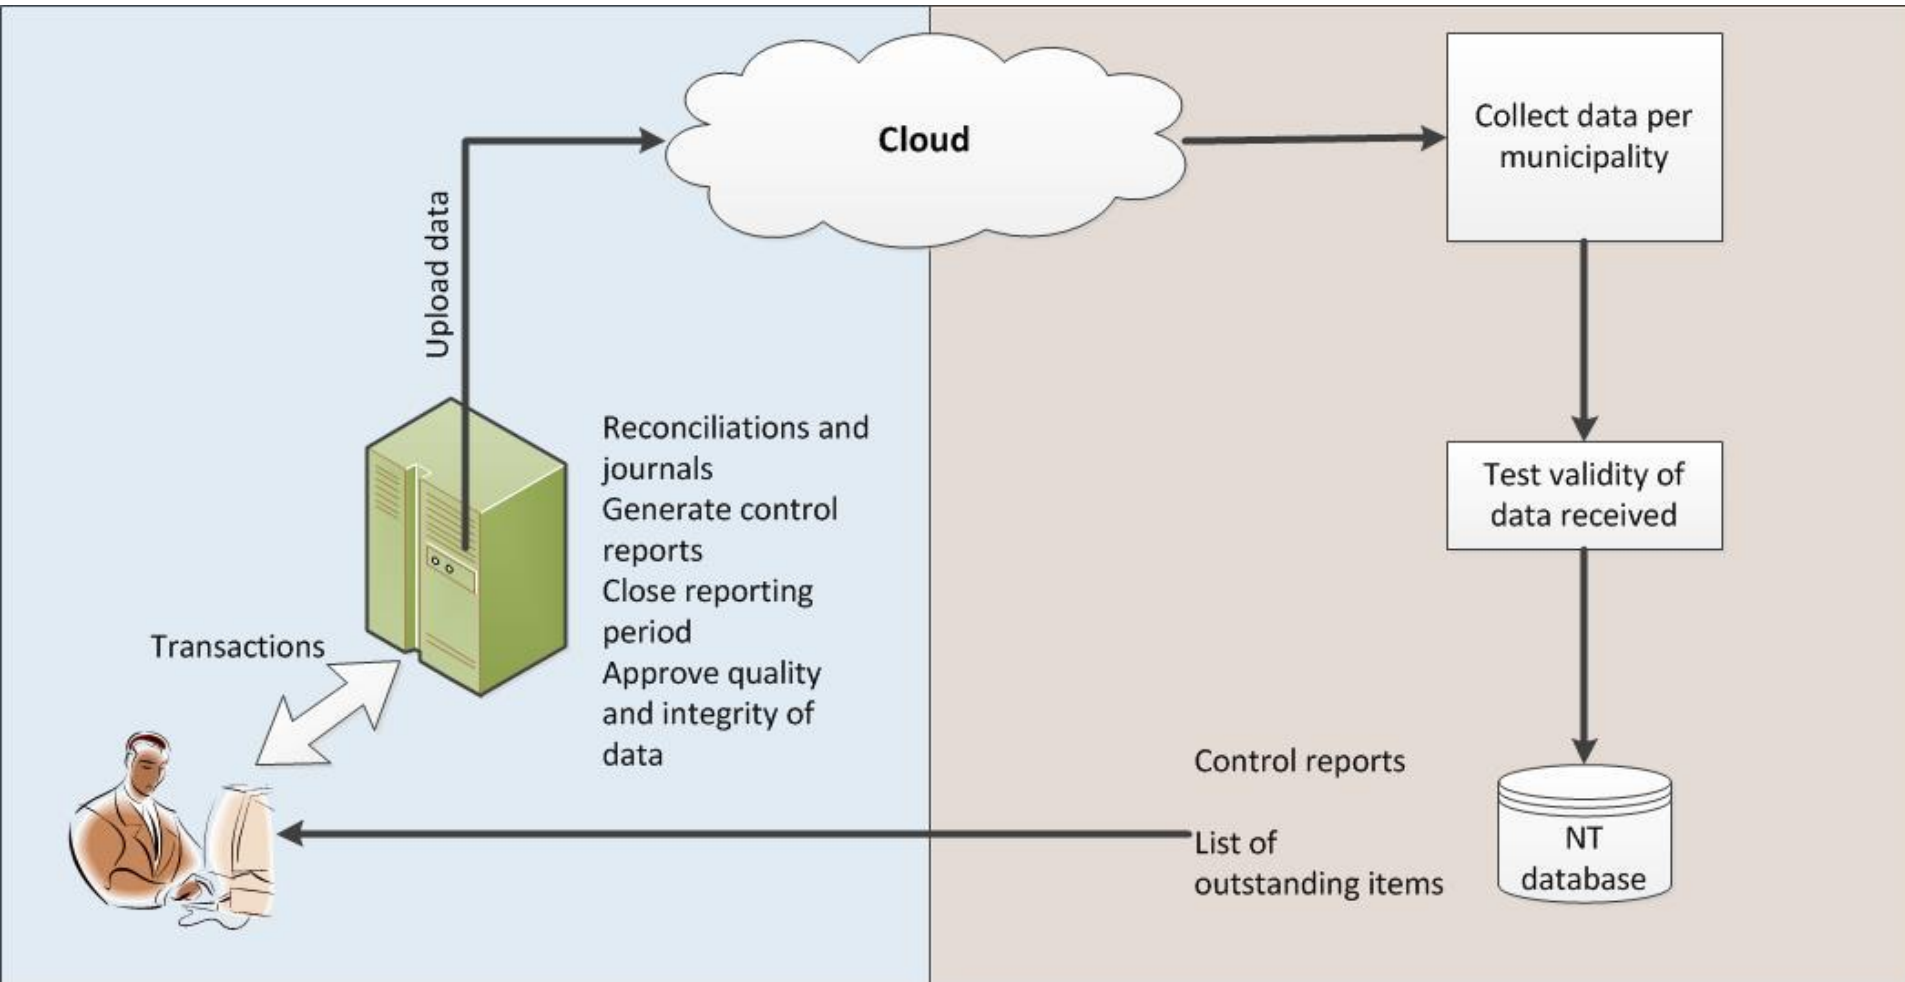 Cloud
Collect data per
municipality
Upload data
Reconciliations and
journals
Generate control
reports
Close reporting
period
Approve quality
and integrity of
data
Test validity of
data received
Transactions
Control reports
List of
outstanding items
NT
database